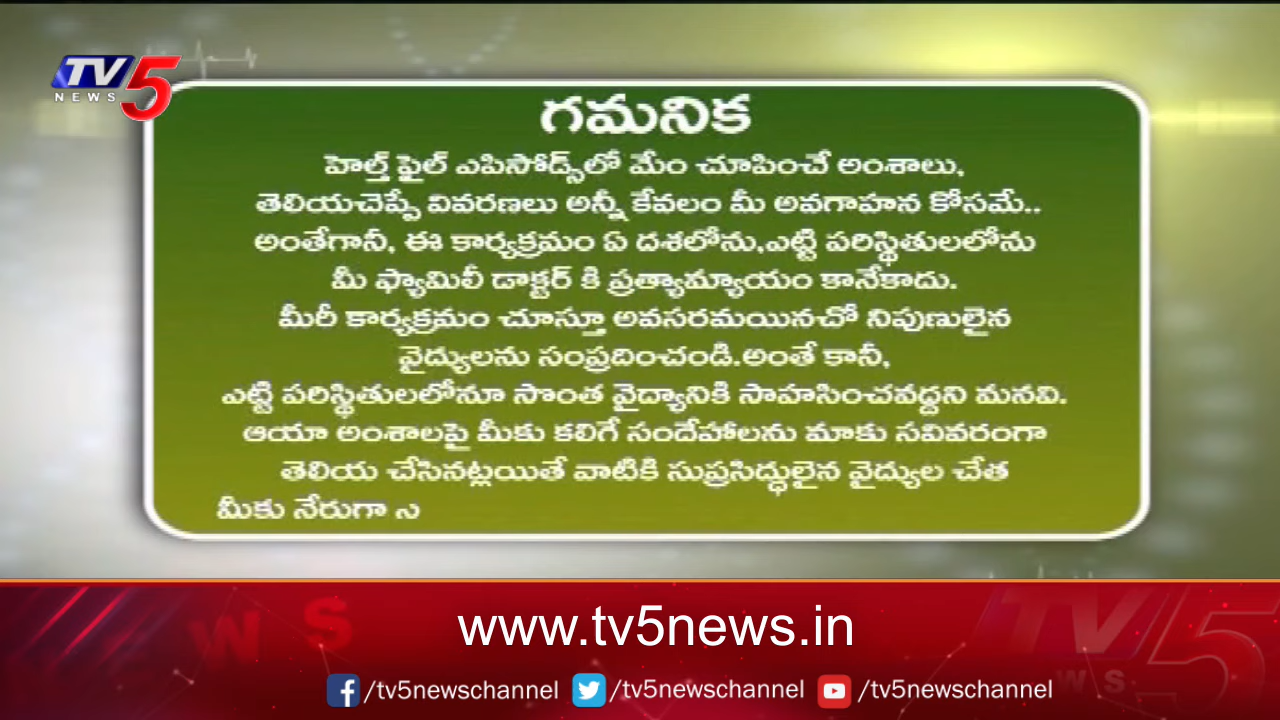 TV5
NEWS
గమనిక
హెల్త్ ఫైల్ ఎపిసోడ్స్‌లో మేం చూపించే అంశాలు,
తెలియచెప్పే వివరణలు అన్నీ కేవలం మీ అవగాహన కోసమే..
అంతేగానీ, ఈ కార్యక్రమం ఏ దశలోను,ఎట్టి పరిస్థితులలోను
మీ ఫ్యామిలీ డాక్టర్ కి ప్రత్యామ్యాయం కానేకాదు.
మీరీ కార్యక్రమం చూస్తూ అవసరమయినచో నిపుణులైన
వైద్యులను సంప్రదించండి.అంతే కానీ,
ఎట్టి పరిస్థితులలోనూ సొంత వైద్యానికి సాహసించవద్దని మనవి.
ఆయా అంశాలపై మీకు కలిగే సందేహాలను మాకు సవివరంగా
తెలియ చేసినట్లయితే వాటికి సుప్రసిద్ధులైన వైద్యుల చేత
మీకు నేరుగా
www.tv5news.in
/tv5newschannel /tv5newschannel /tv5newschannel